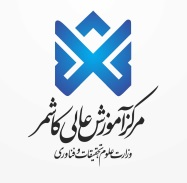 مرکز آموزش عالی کاشمر
وزارت علوم تحقیقات و فناوری